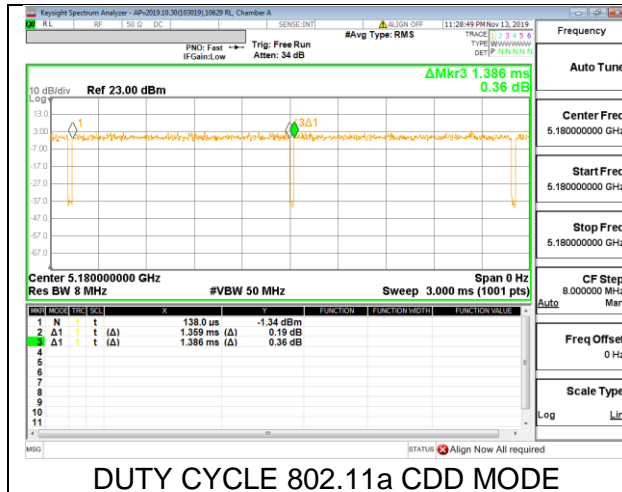 Keysight Spectrum Analyzer - APv2019.10.30(103019),10629 RL, Chamber A
RL RF 50 Ω DC SENSE:INT ALIGN OFF 11:28:49 PM Nov 13, 2019
#Avg Type: RMS TRACE 1 2 3 4 5 6
PNO: Fast Trig: Free Run TYPE WWWWWW
IFGain:Low Atten: 34 dB DET P N N N N N
ΔMkr3 1.386 ms
0.36 dB
10 dB/div Ref 23.00 dBm
Log
13.0
3.00
-7.00
-17.0
-27.0
-37.0
-47.0
-57.0
-67.0
1
3Δ1
Center 5.180000000 GHz Span 0 Hz
Res BW 8 MHz #VBW 50 MHz Sweep 3.000 ms (1001 pts)
MKR MODE TRC SCL X Y FUNCTION FUNCTION WIDTH FUNCTION VALUE
1 N 1 t 138.0 µs -1.34 dBm
2 Δ1 1 t (Δ) 1.359 ms (Δ) 0.19 dB
3 Δ1 1 t (Δ) 1.386 ms (Δ) 0.36 dB
4
5
6
7
8
9
10
11
MSG STATUS Align Now All required
Frequency
Auto Tune
Center Freq
5.180000000 GHz
Start Freq
5.180000000 GHz
Stop Freq
5.180000000 GHz
CF Step
8.000000 MHz
Auto Man
Freq Offset
0 Hz
Scale Type
Log Lin
DUTY CYCLE 802.11a CDD MODE